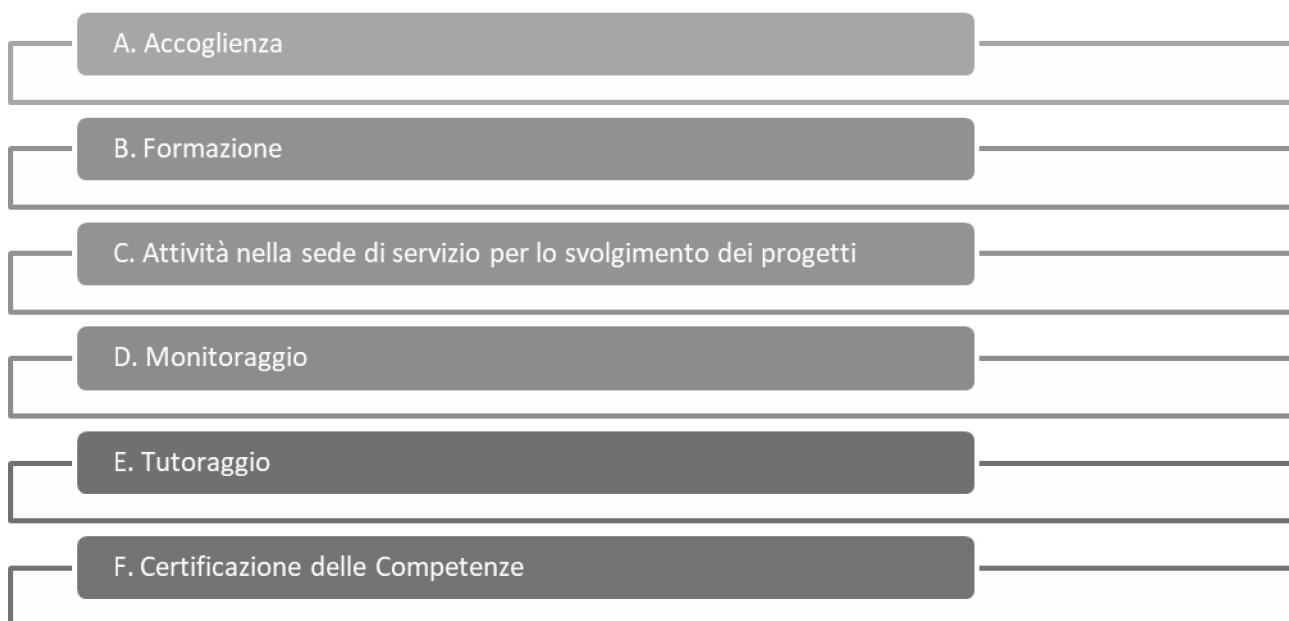 A. Accoglienza
B. Formazione
C. Attività nella sede di servizio per lo svolgimento dei progetti
D. Monitoraggio
E. Tutoraggio
F. Certificazione delle Competenze